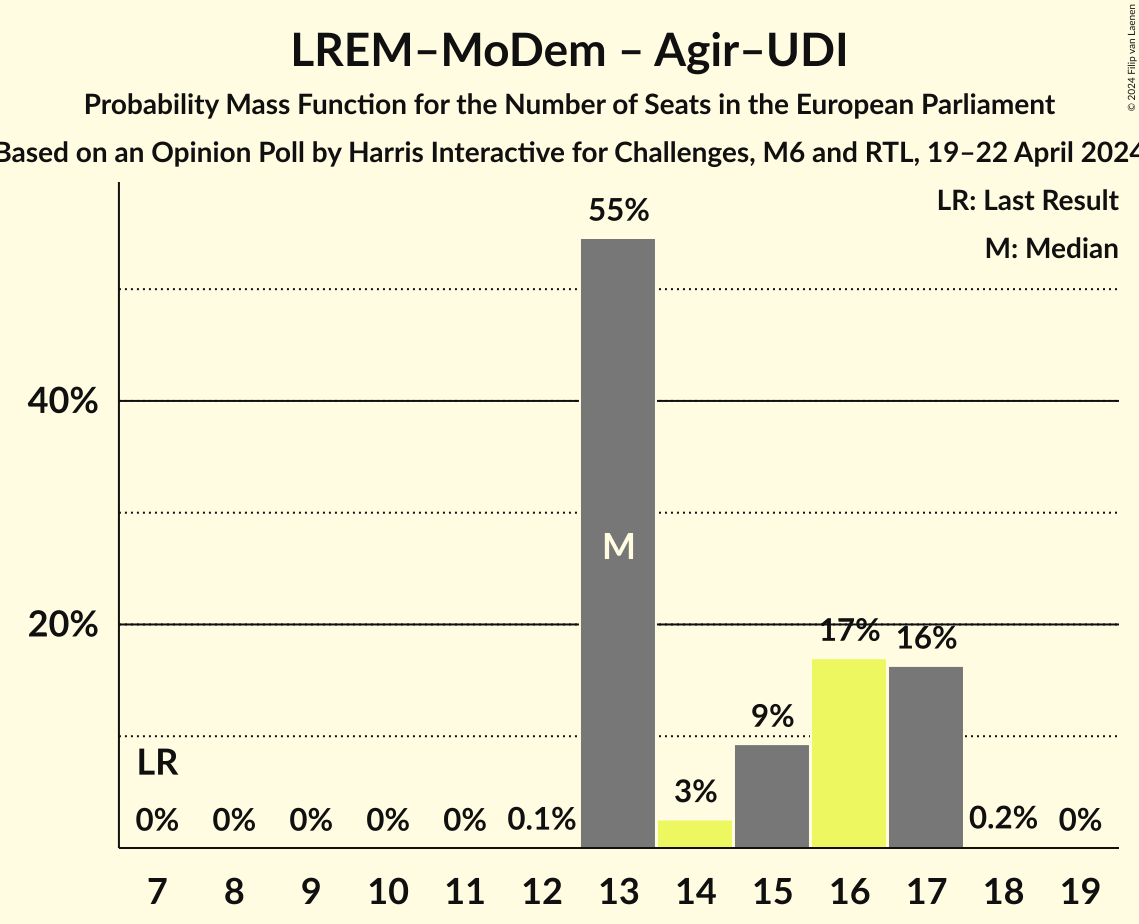 LREM–MoDem – Agir–UDI
Probability Mass Function for the Number of Seats in the European Parliament
Based on an Opinion Poll by Harris Interactive for Challenges, M6 and RTL, 19–22 April 2024
© 2024 Filip van Laenen
LR: Last Result
M: Median
55%
40%
M
20%
17%
16%
9%
LR
3%
0%
0%
0%
0%
0%
0.1%
0.2%
0%
7 8 9 10 11 12 13 14 15 16 17 18 19